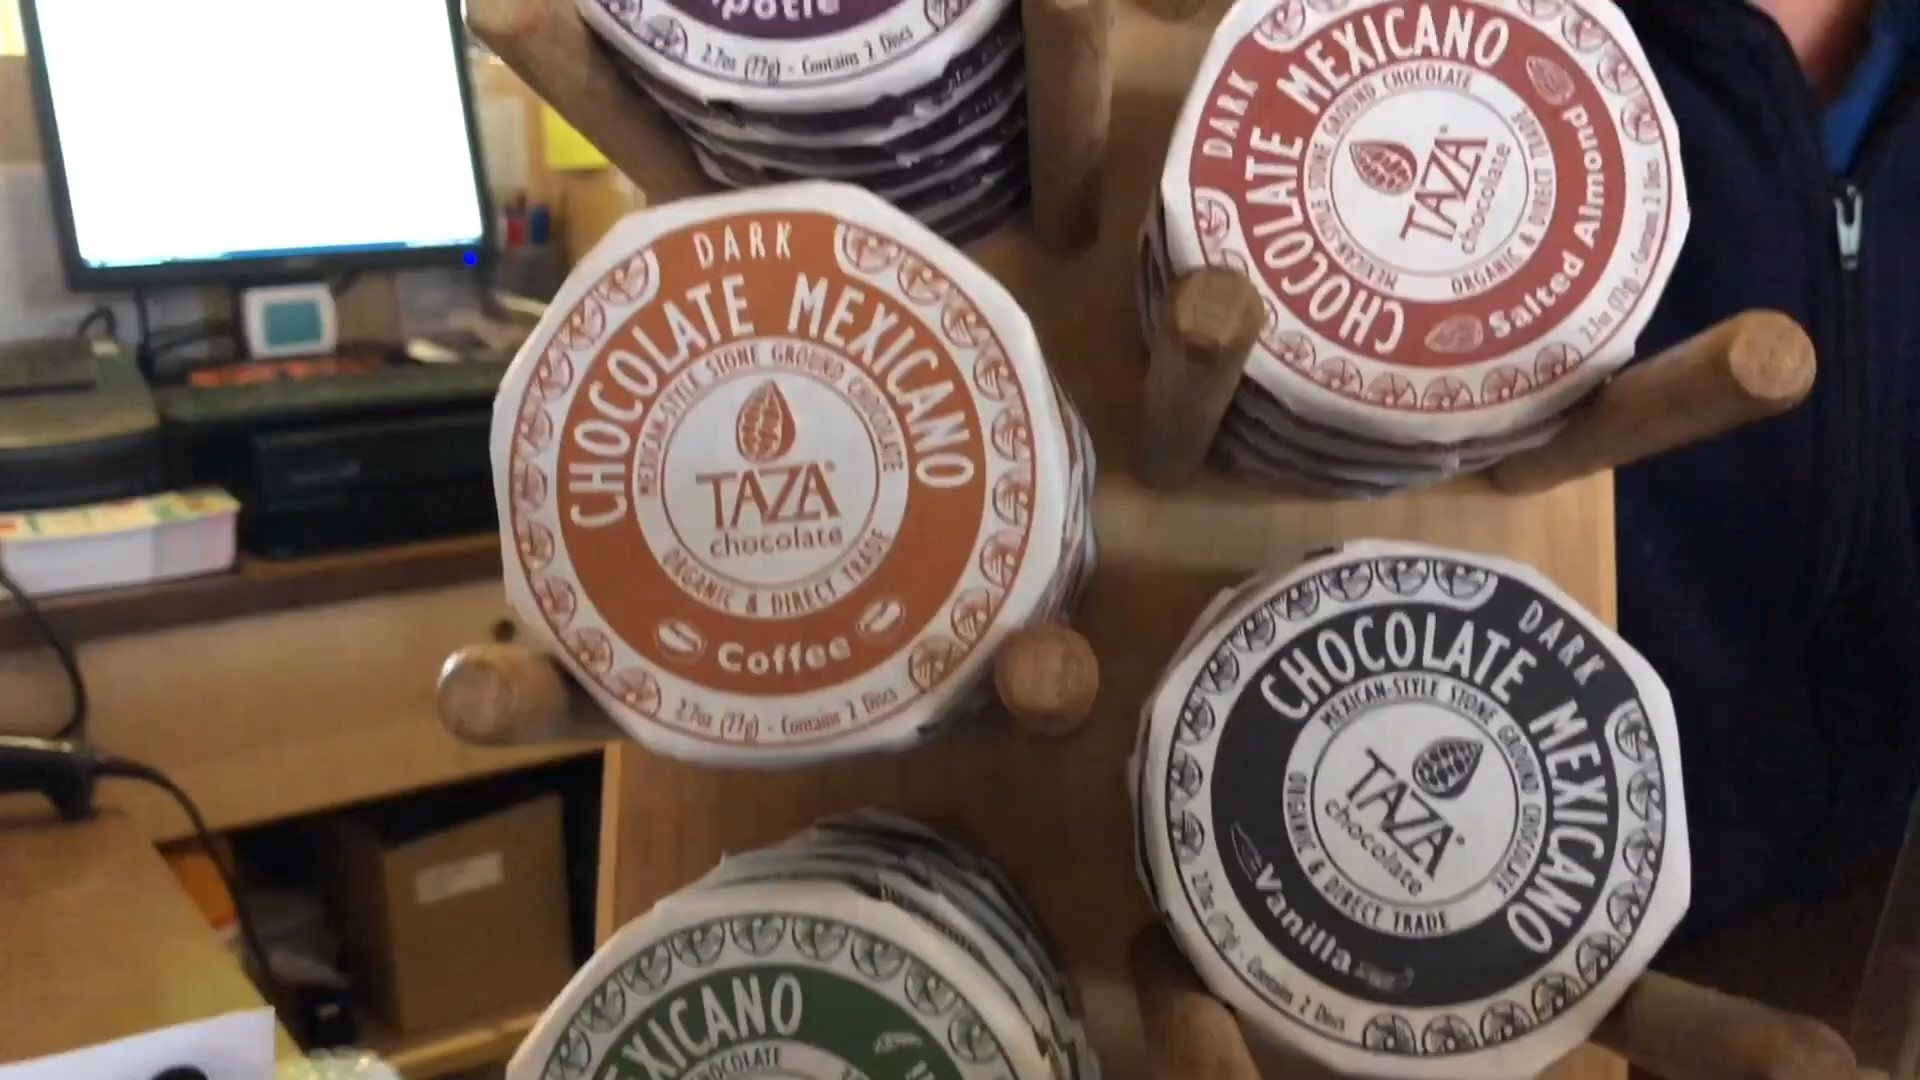 2.7oz (77g) - Contains 2 Discs
DARK
CHOCOLATE MEXICANO
MEXICAN-STYLE STONE GROUND CHOCOLATE
TAZA
chocolate
ORGANIC & DIRECT TRADE
Salted Almond
DARK
CHOCOLATE MEXICANO
MEXICAN-STYLE STONE GROUND CHOCOLATE
TAZA
chocolate
ORGANIC & DIRECT TRADE
Coffee
2.7oz (77g) - Contains 2 Discs
DARK
CHOCOLATE MEXICANO
MEXICAN-STYLE STONE GROUND CHOCOLATE
TAZA
chocolate
ORGANIC & DIRECT TRADE
Vanilla
2.7oz (77g) - Contains 2 Discs